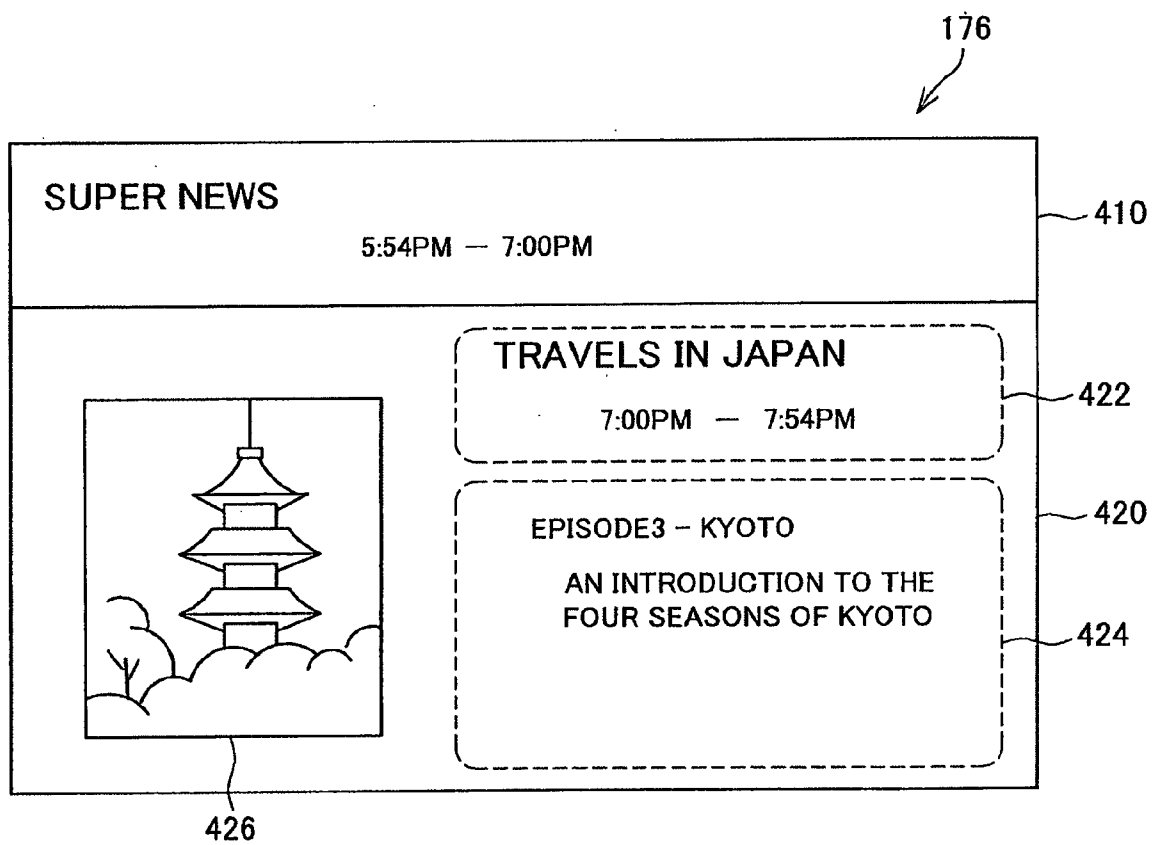 176
SUPER NEWS
5:54PM — 7:00PM
410
TRAVELS IN JAPAN
7:00PM — 7:54PM
422
EPISODE3 – KYOTO
AN INTRODUCTION TO THE
FOUR SEASONS OF KYOTO
420
424
426